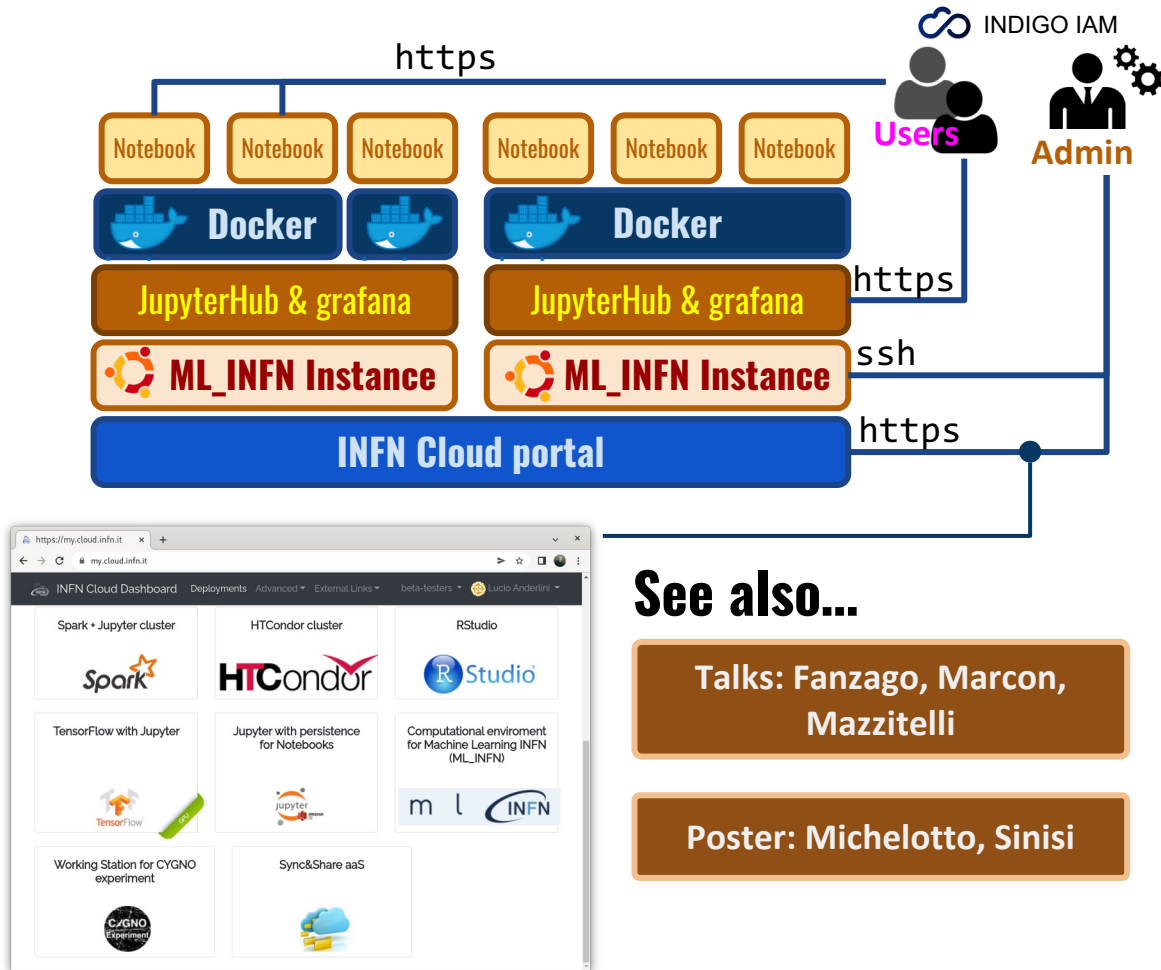 INDIGO IAM
https
Users
Admin
Notebook Notebook Notebook Notebook Notebook Notebook
Docker Docker
JupyterHub & grafana JupyterHub & grafana
https
ML_INFN Instance ML_INFN Instance
ssh
INFN Cloud portal
https
https://my.cloud.infn.it
my.cloud.infn.it
INFN Cloud Dashboard Deployments Advanced External Links beta-testers Lucio Anderlini
Spark + Jupyter cluster
Spark
HTCondor cluster
HTCondor
RStudio
R Studio
TensorFlow with Jupyter
TensorFlow
GPU
Jupyter with persistence
for Notebooks
jupyter
Computational enviroment
for Machine Learning INFN
(ML_INFN)
m l INFN
Working Station for CYGNO
experiment
CYGNO
Experiment
Sync&Share aaS
See also...
Talks: Fanzago, Marcon,
Mazzitelli
Poster: Michelotto, Sinisi